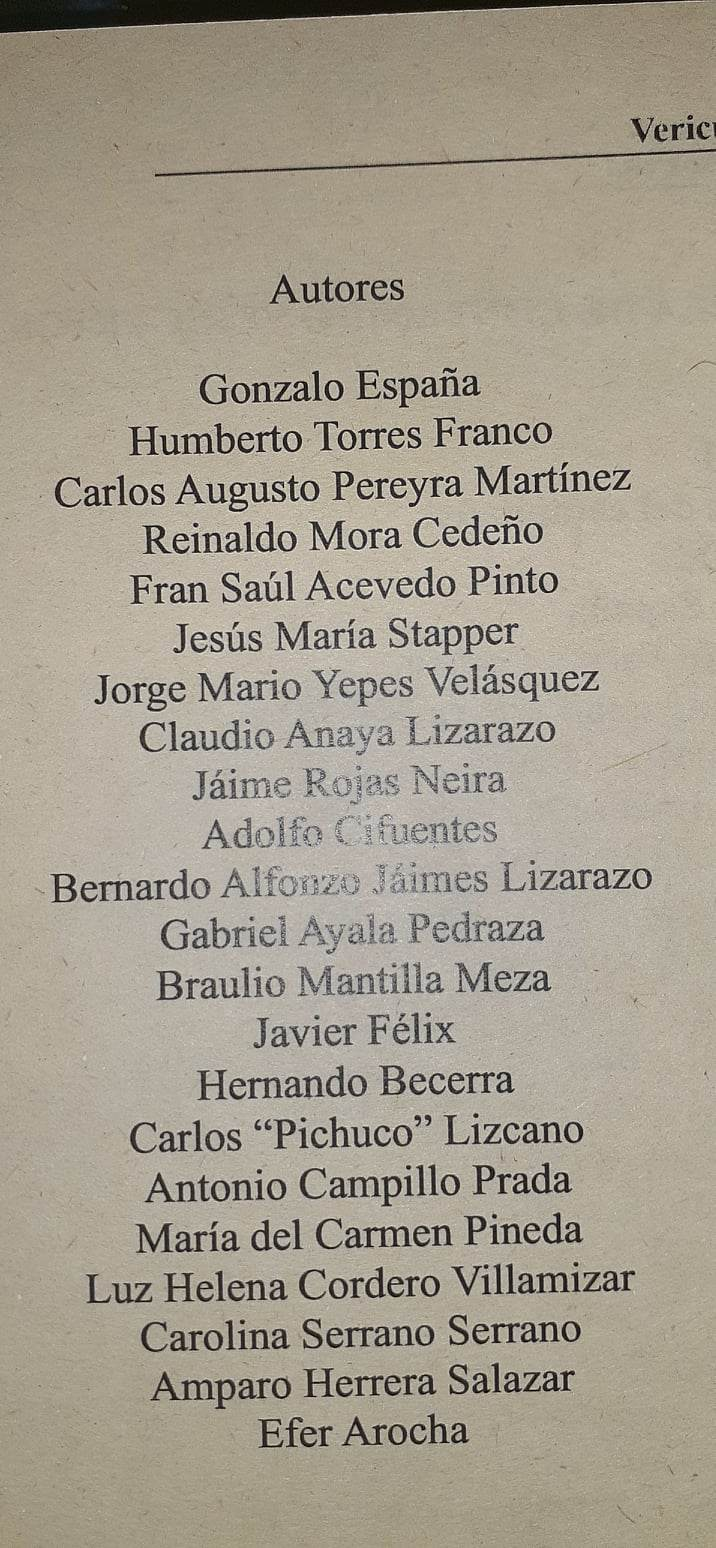 Autores
Gonzalo España
Humberto Torres Franco
Carlos Augusto Pereyra Martínez
Reinaldo Mora Cedeño
Fran Saúl Acevedo Pinto
Jesús María Stapper
Jorge Mario Yepes Velásquez
Claudio Anaya Lizarazo
Jáime Rojas Neira
Adolfo Cifuentes
Bernardo Alfonzo Jáimes Lizarazo
Gabriel Ayala Pedraza
Braulio Mantilla Meza
Javier Félix
Hernando Becerra
Carlos “Pichuco” Lizcano
Antonio Campillo Prada
María del Carmen Pineda
Luz Helena Cordero Villamizar
Carolina Serrano Serrano
Amparo Herrera Salazar
Efer Arocha